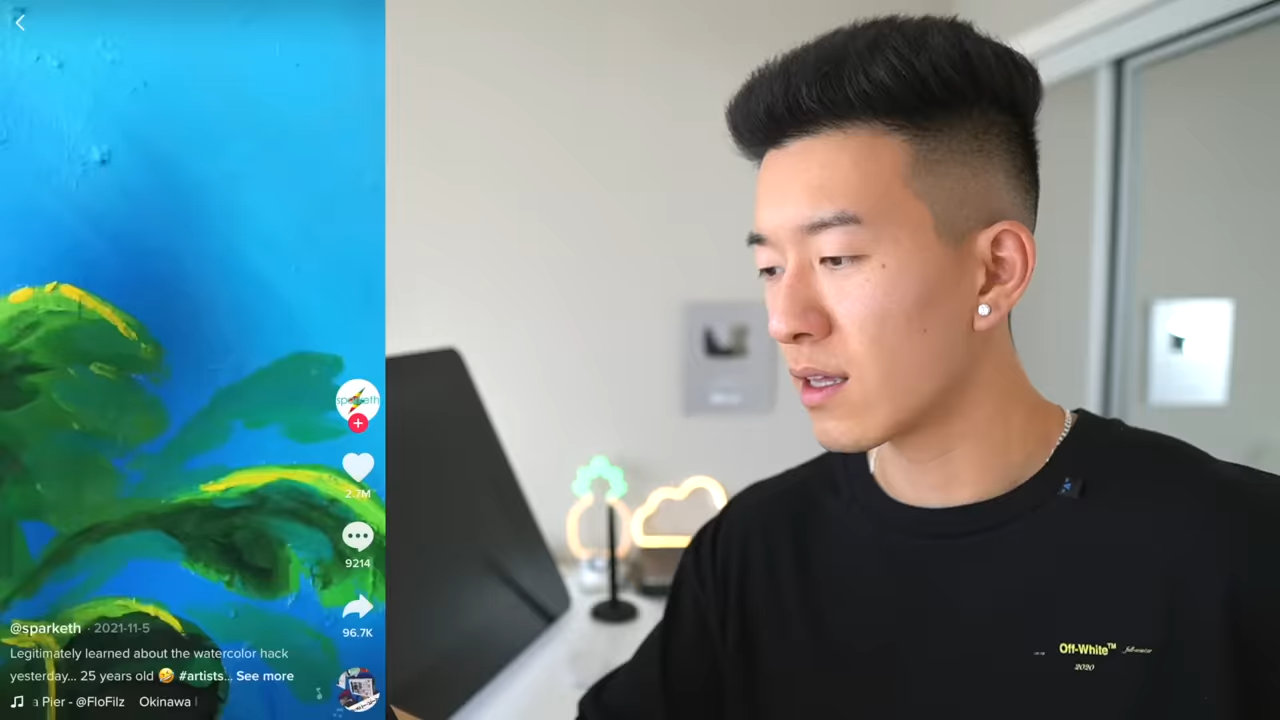 sparketh
2.7M
9214
96.7K
@sparketh · 2021-11-5
Legitimately learned about the watercolor hack
yesterday... 25 years old 🤣 #artists... See more
a Pier - @FloFilz Okinawa
Off-White™
2020